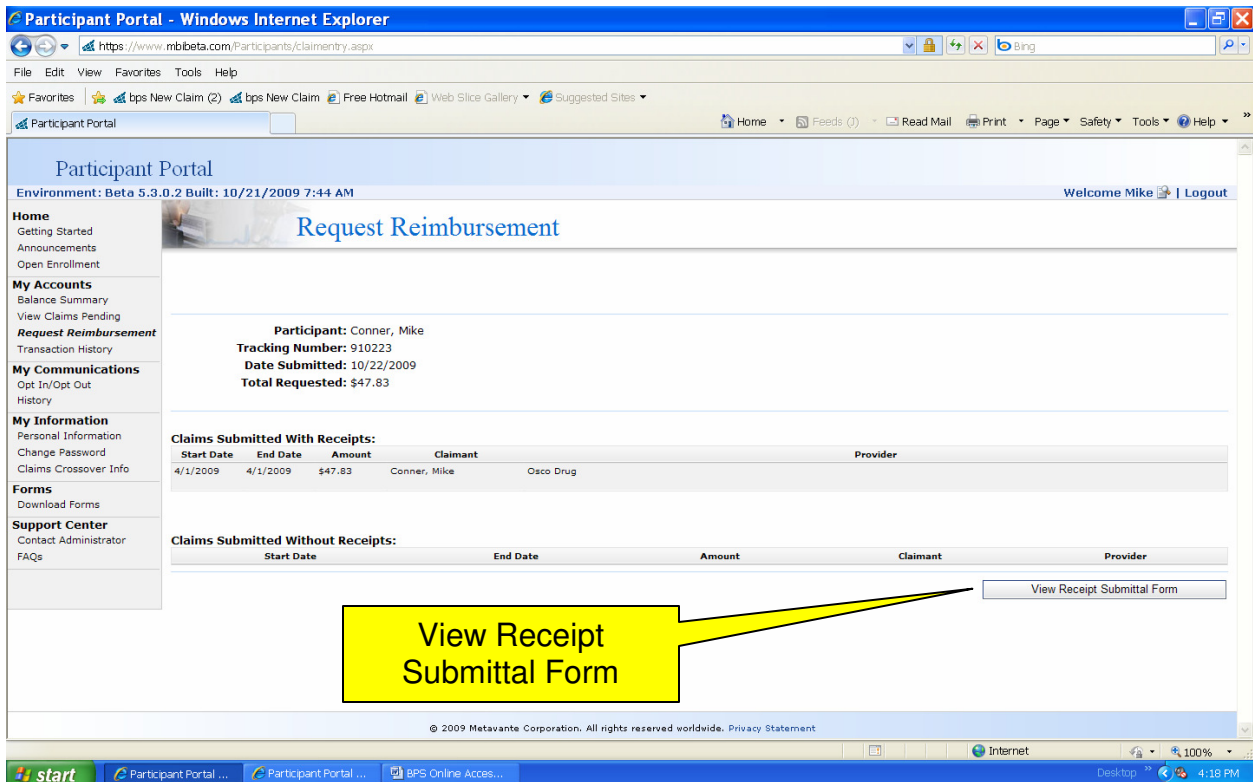 Participant Portal - Windows Internet Explorer
https://www.mbibeta.com/Participants/claimentry.aspx
Bing
File Edit View Favorites Tools Help
Favorites bps New Claim (2) bps New Claim Free Hotmail Web Slice Gallery Suggested Sites
Participant Portal Home Feeds (J) Read Mail Print Page Safety Tools Help »
Participant Portal
Environment: Beta 5.3.0.2 Built: 10/21/2009 7:44 AM Welcome Mike | Logout
Home
Getting Started
Announcements
Open Enrollment
My Accounts
Balance Summary
View Claims Pending
Request Reimbursement
Transaction History
My Communications
Opt In/Opt Out
History
My Information
Personal Information
Change Password
Claims Crossover Info
Forms
Download Forms
Support Center
Contact Administrator
FAQs
Request Reimbursement
Participant: Conner, Mike
Tracking Number: 910223
Date Submitted: 10/22/2009
Total Requested: $47.83
Claims Submitted With Receipts:
Start Date End Date Amount Claimant Provider
4/1/2009 4/1/2009 $47.83 Conner, Mike Osco Drug
Claims Submitted Without Receipts:
Start Date End Date Amount Claimant Provider
View Receipt Submittal Form
View Receipt
Submittal Form
© 2009 Metavante Corporation. All rights reserved worldwide. Privacy Statement
Internet 100%
start Participant Portal ... Participant Portal ... BPS Online Acces... Desktop » 4:18 PM